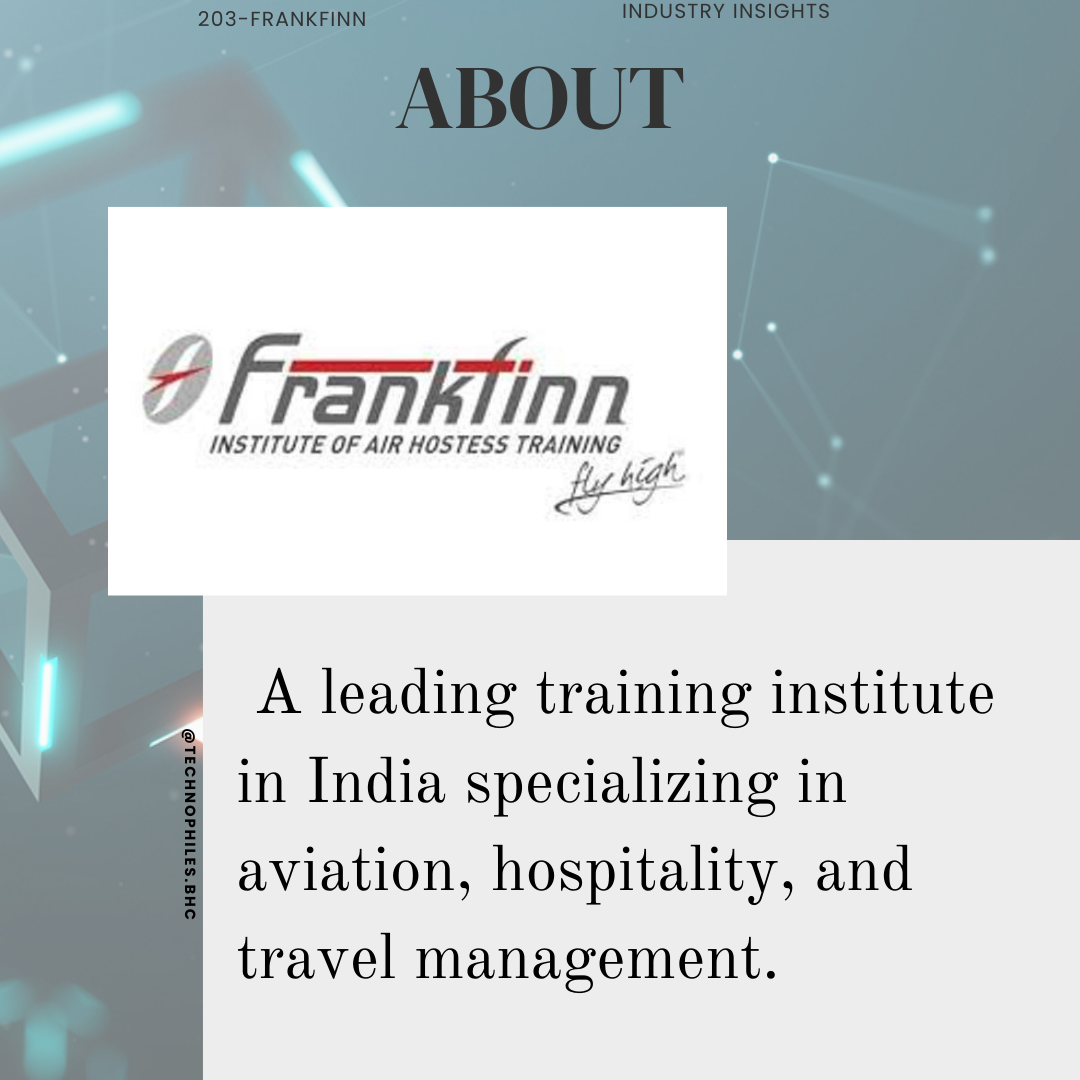 203-FRANKFINN
INDUSTRY INSIGHTS
ABOUT
Frankfinn
INSTITUTE OF AIR HOSTESS TRAINING
fly high
A leading training institute
in India specializing in
aviation, hospitality, and
travel management.
@TECHNOPHILES.BHC